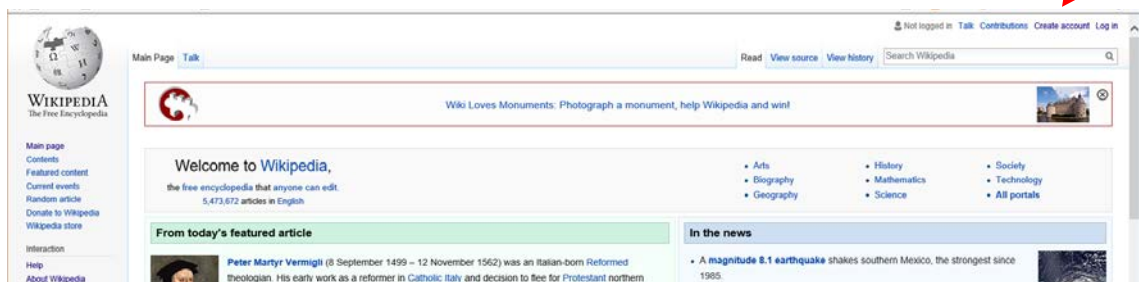 Not logged in Talk Contributions Create account Log in
Main Page Talk
Read View source View history Search Wikipedia
WIKIPEDIA
The Free Encyclopedia
Wiki Loves Monuments: Photograph a monument, help Wikipedia and win!
Main page
Contents
Featured content
Current events
Random article
Donate to Wikipedia
Wikipedia store
Interaction
Help
About Wikipedia
Welcome to Wikipedia,
the free encyclopedia that anyone can edit.
5,473,672 articles in English
• Arts
• Biography
• Geography
• History
• Mathematics
• Science
• Society
• Technology
• All portals
From today's featured article
Peter Martyr Vermigli (8 September 1499 – 12 November 1562) was an Italian-born Reformed
theologian. His early work as a reformer in Catholic Italy and decision to flee for Protestant northern
In the news
• A magnitude 8.1 earthquake shakes southern Mexico, the strongest since
1985.